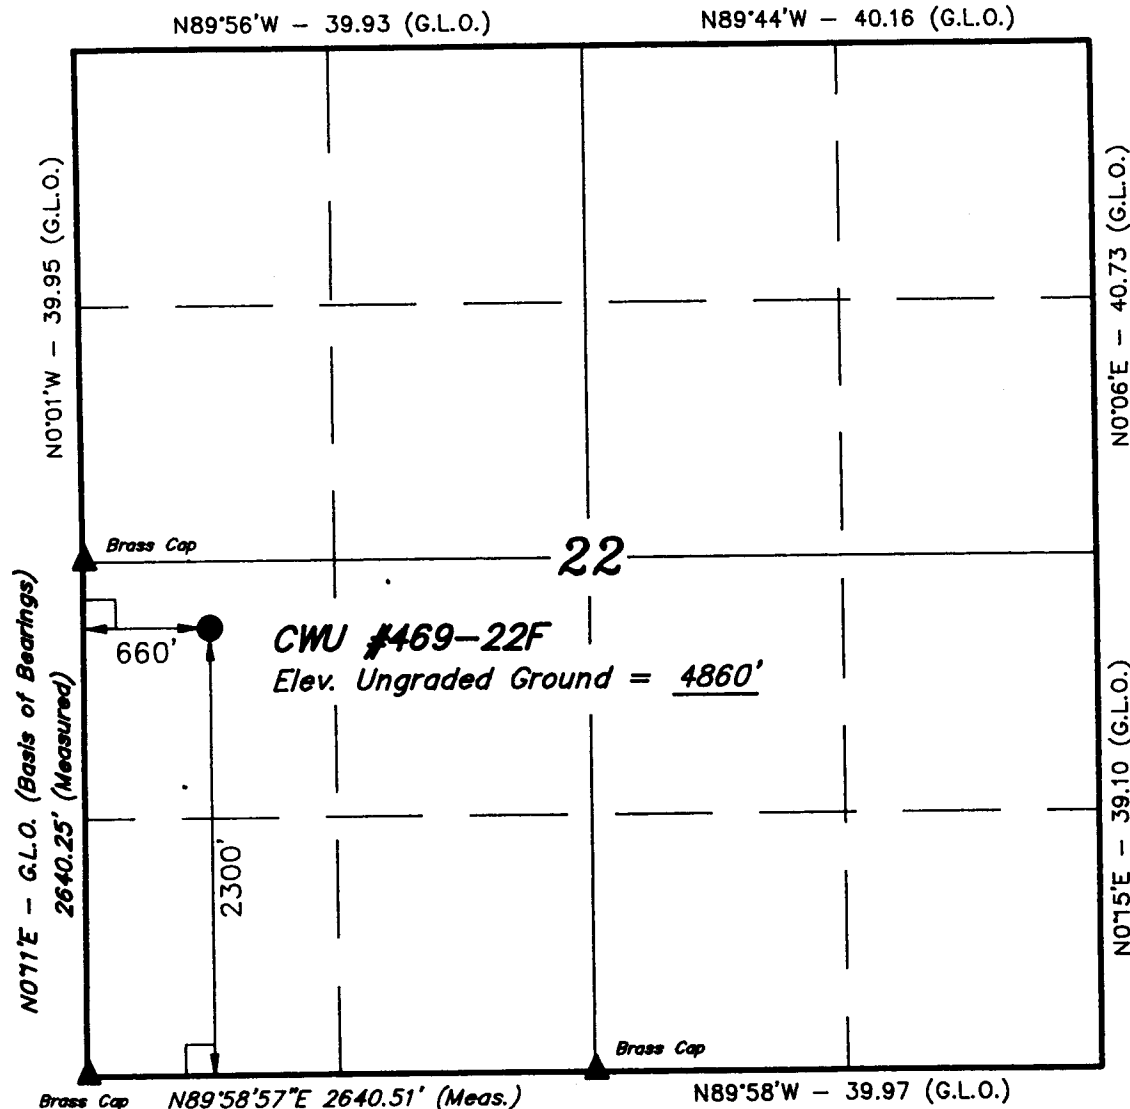 N89°56'W – 39.93 (G.L.O.)
N89°44'W – 40.16 (G.L.O.)
N0°01'W – 39.95 (G.L.O.)
N0°06'E – 40.73 (G.L.O.)
Brass Cap
22
660'
CWU #469–22F
Elev. Ungraded Ground = 4860'
N0°11'E – G.L.O. (Basis of Bearings)
2640.25' (Measured)
2300'
N0°15'E – 39.10 (G.L.O.)
Brass Cap
Brass Cap
N89°58'57"E 2640.51' (Meas.)
N89°58'W – 39.97 (G.L.O.)